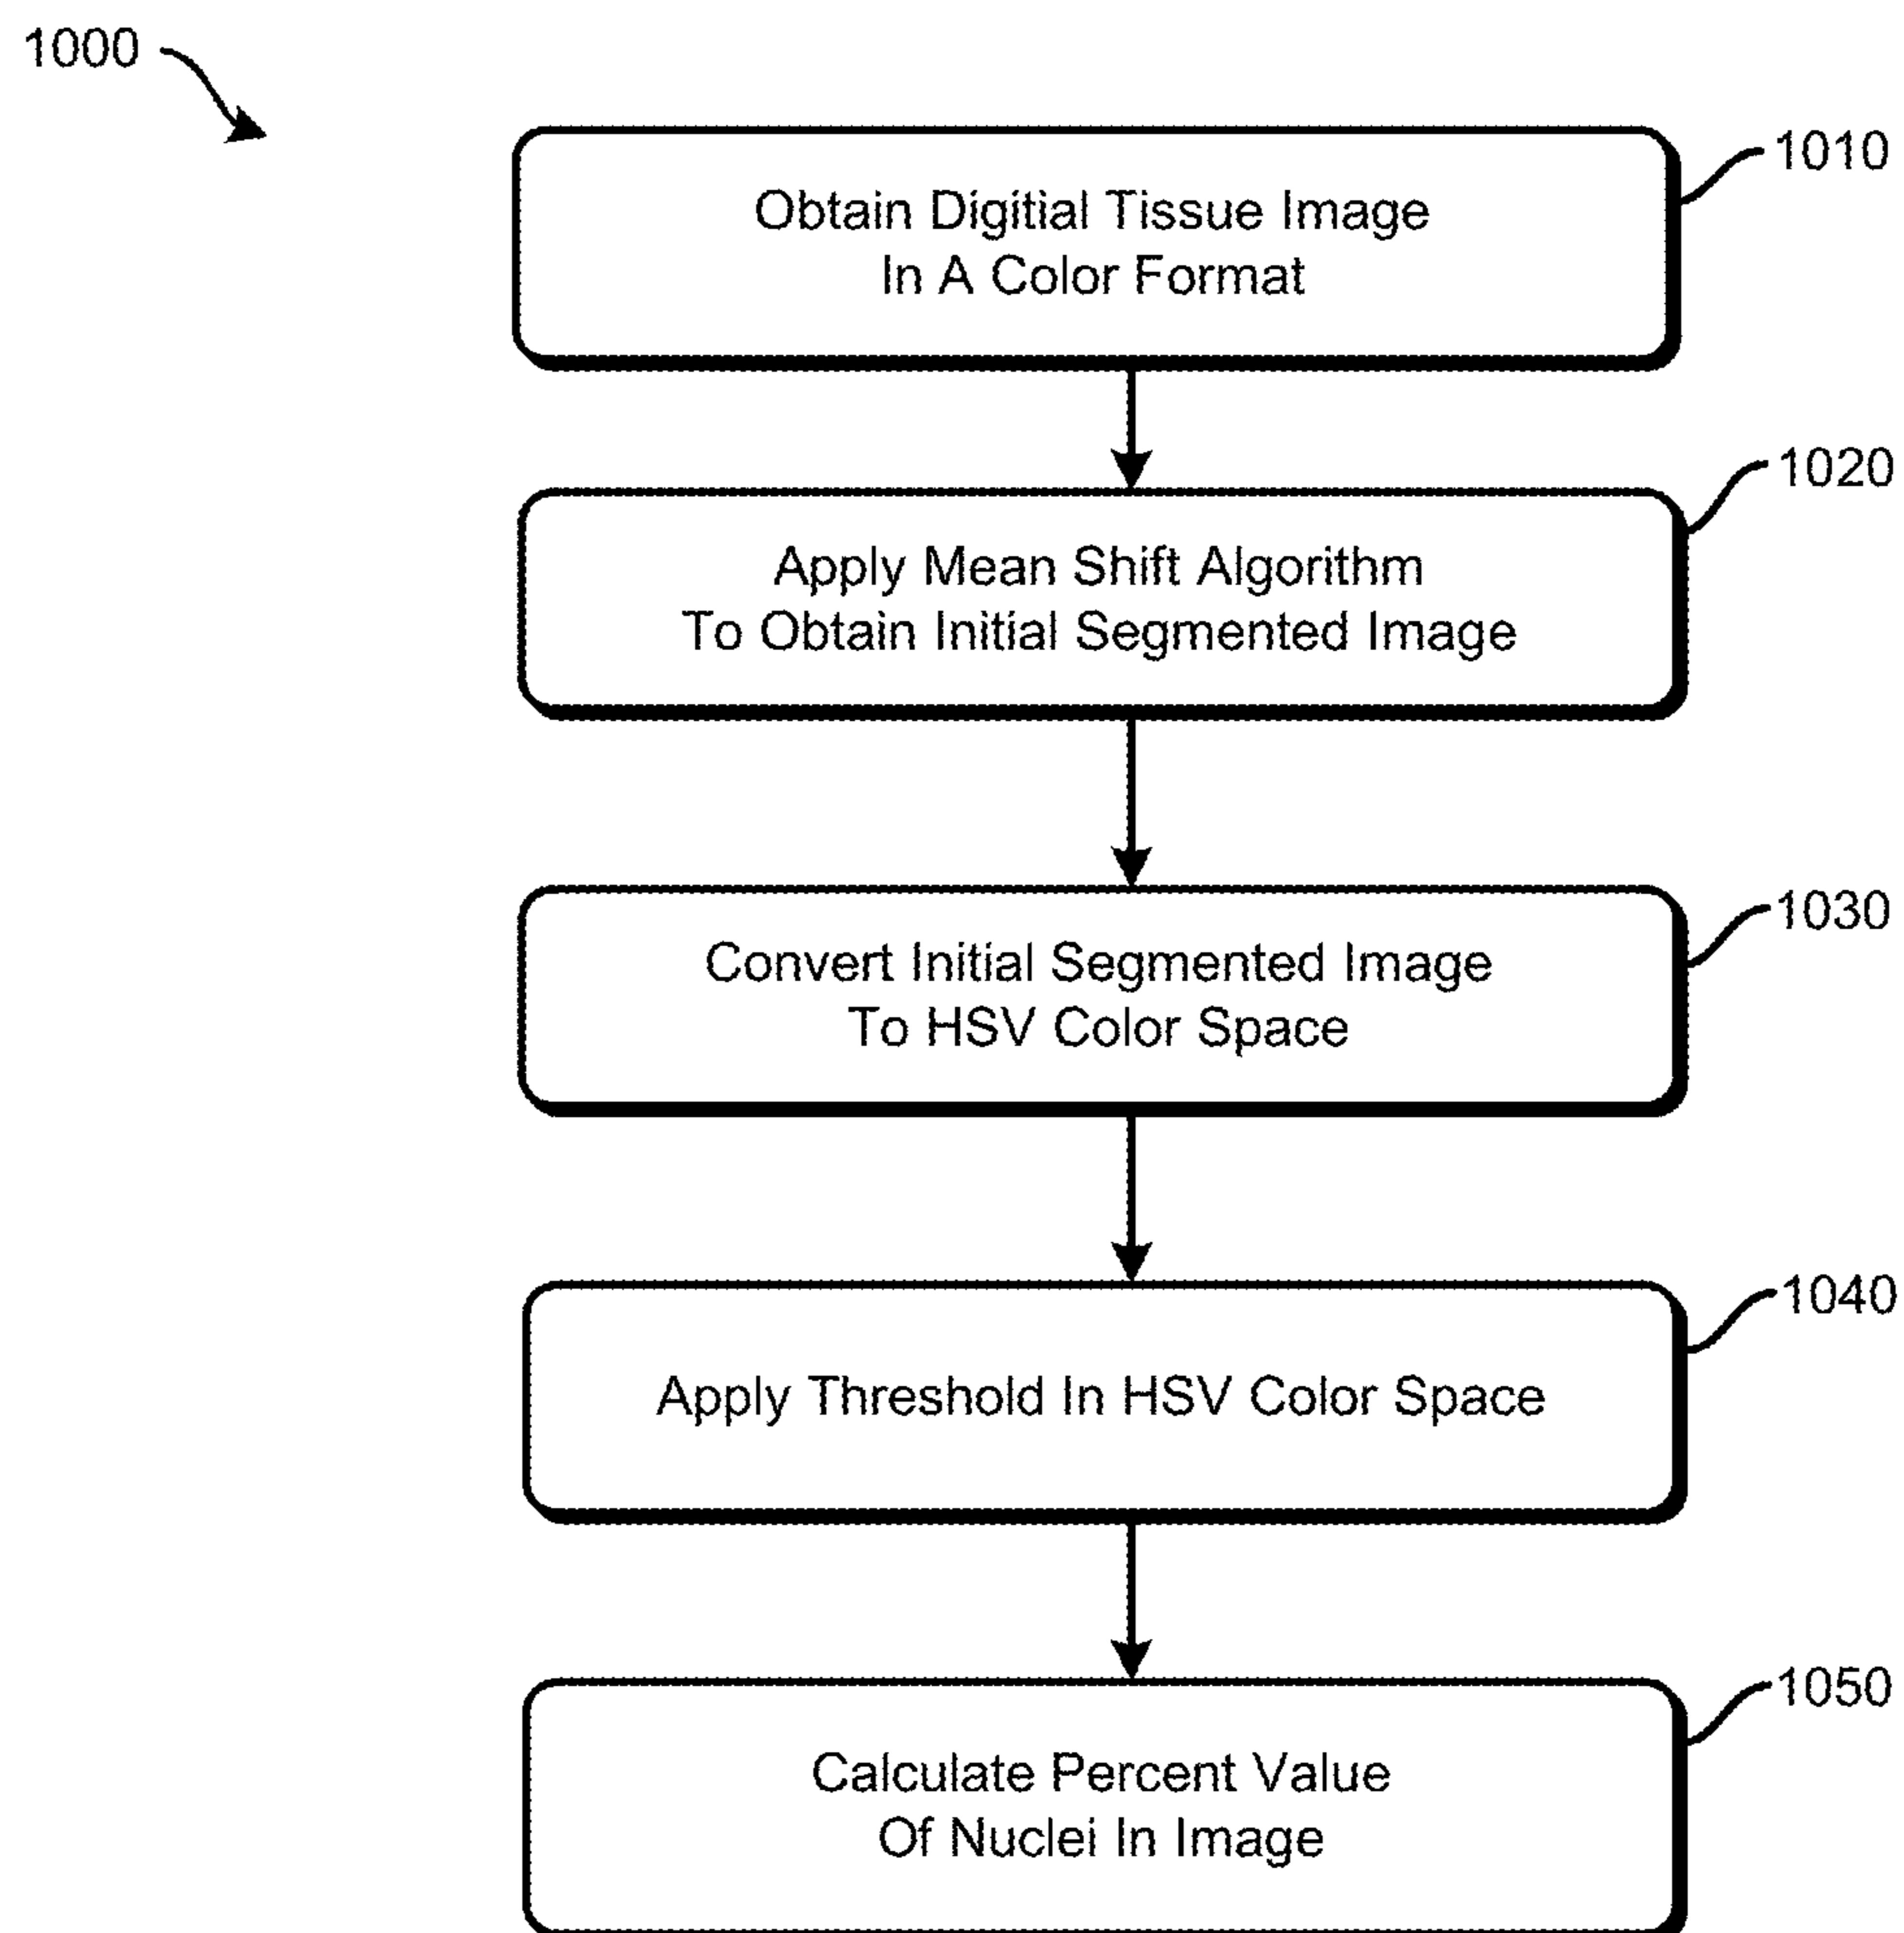 1000
1010
Obtain Digitial Tissue Image
In A Color Format
1020
Apply Mean Shift Algorithm
To Obtain Initial Segmented Image
1030
Convert Initial Segmented Image
To HSV Color Space
1040
Apply Threshold In HSV Color Space
1050
Calculate Percent Value
Of Nuclei In Image